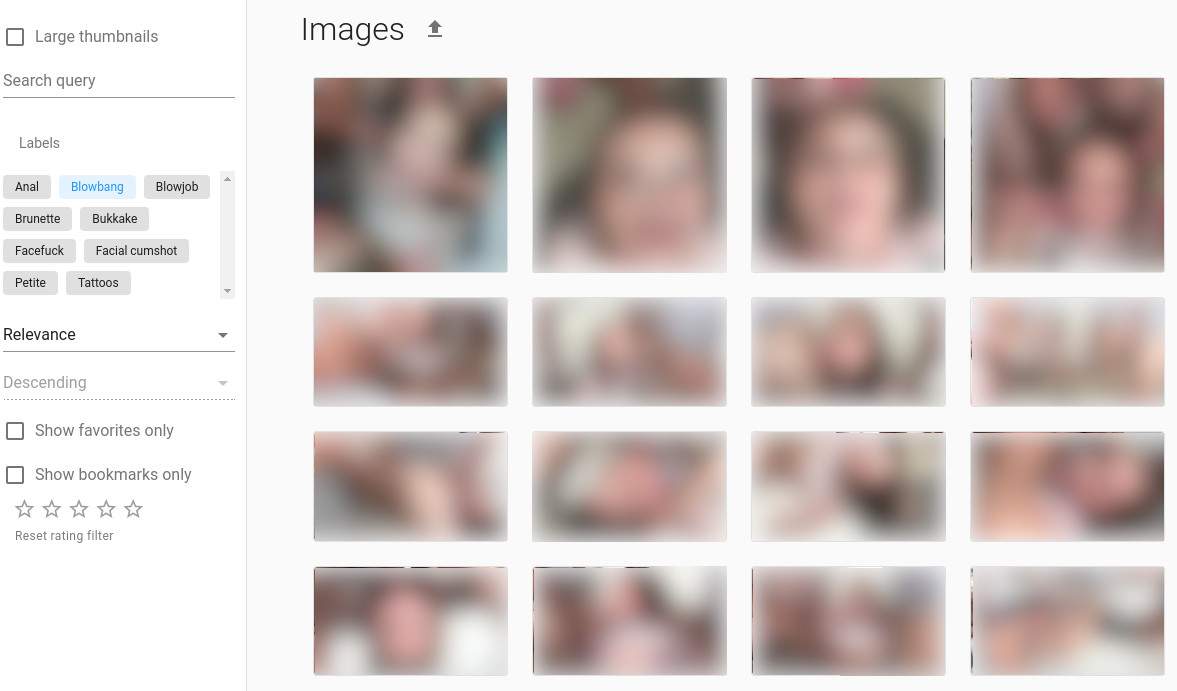 Images
Large thumbnails
Search query
Labels
Anal Blowbang Blowjob
Brunette Bukkake
Facefuck Facial cumshot
Petite Tattoos
Relevance
Descending
Show favorites only
Show bookmarks only
Reset rating filter